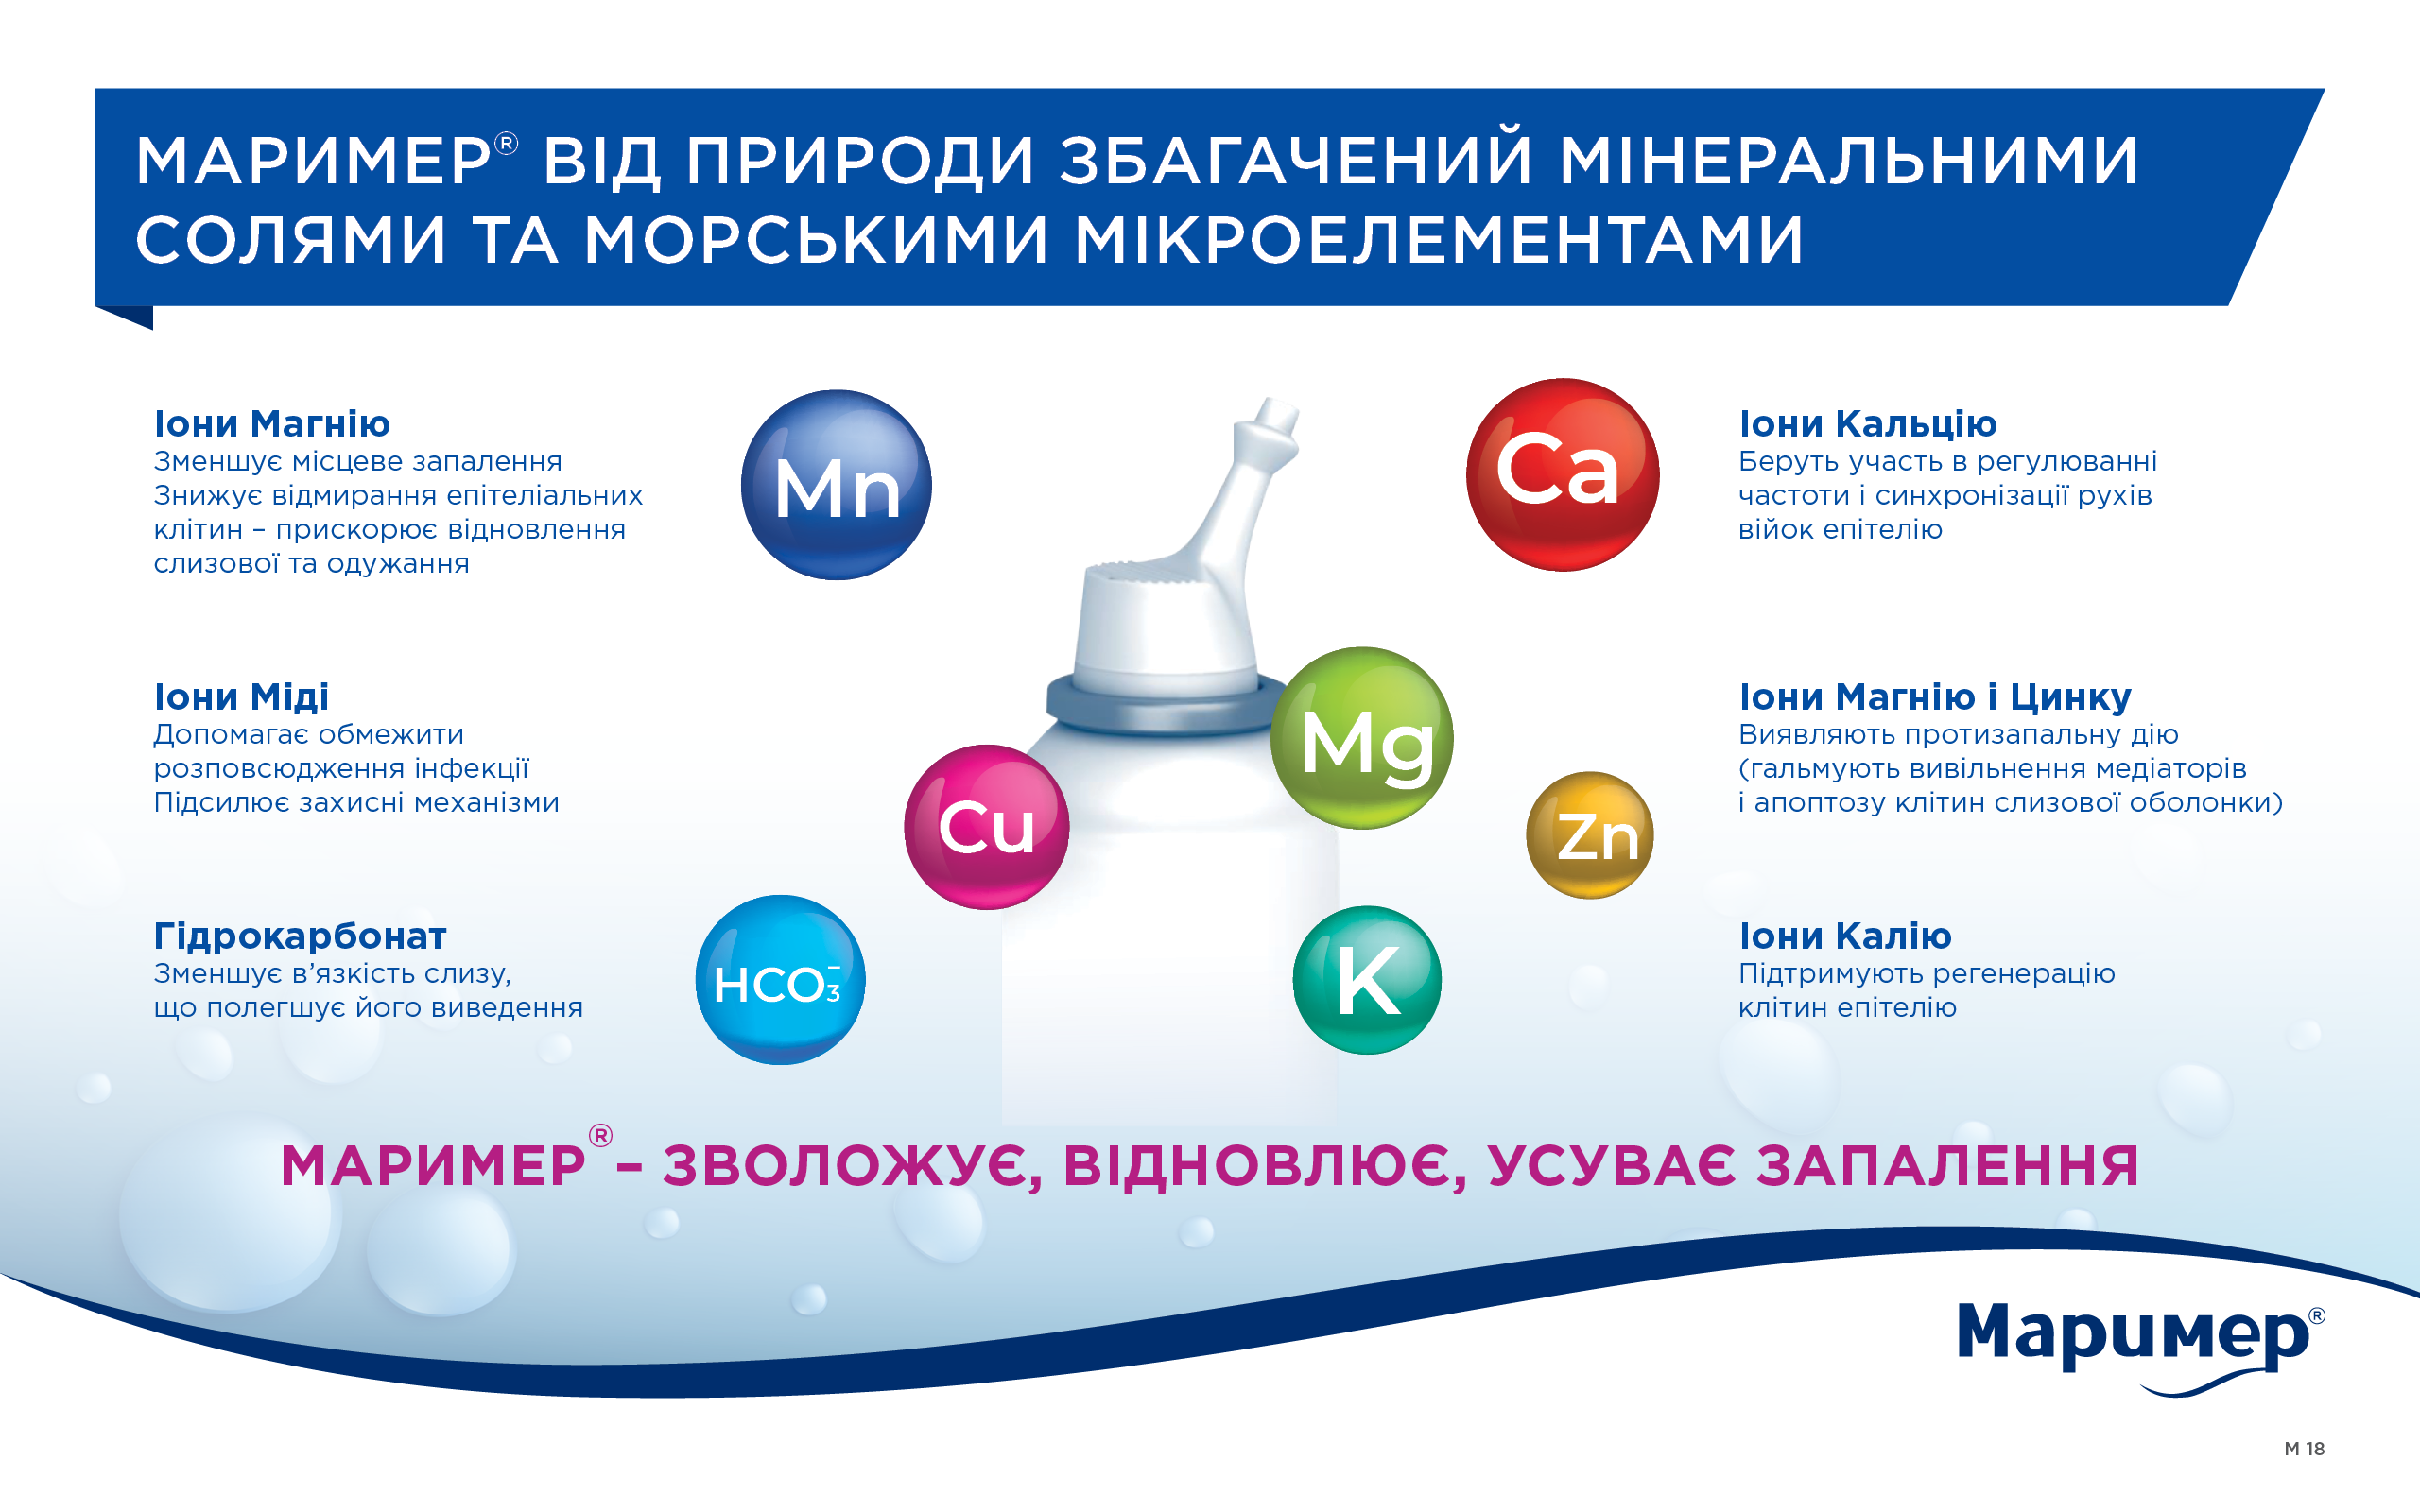 МАРИМЕР® ВІД ПРИРОДИ ЗБАГАЧЕНИЙ МІНЕРАЛЬНИМИ
СОЛЯМИ ТА МОРСЬКИМИ МІКРОЕЛЕМЕНТАМИ
Іони Магнію
Зменшує місцеве запалення
Знижує відмирання епітеліальних
клітин – прискорює відновлення
слизової та одужання
Mn
Ca
Іони Кальцію
Беруть участь в регулюванні
частоти і синхронізації рухів
війок епітелію
Іони Міді
Допомагає обмежити
розповсюдження інфекції
Підсилює захисні механізми
Cu
Mg
Zn
Іони Магнію і Цинку
Виявляють протизапальну дію
(гальмують вивільнення медіаторів
і апоптозу клітин слизової оболонки)
Гідрокарбонат
Зменшує в’язкість слизу,
що полегшує його виведення
HCO₃⁻
K
Іони Калію
Підтримують регенерацію
клітин епітелію
МАРИМЕР® – ЗВОЛОЖУЄ, ВІДНОВЛЮЄ, УСУВАЄ ЗАПАЛЕННЯ
Маример®
М 18